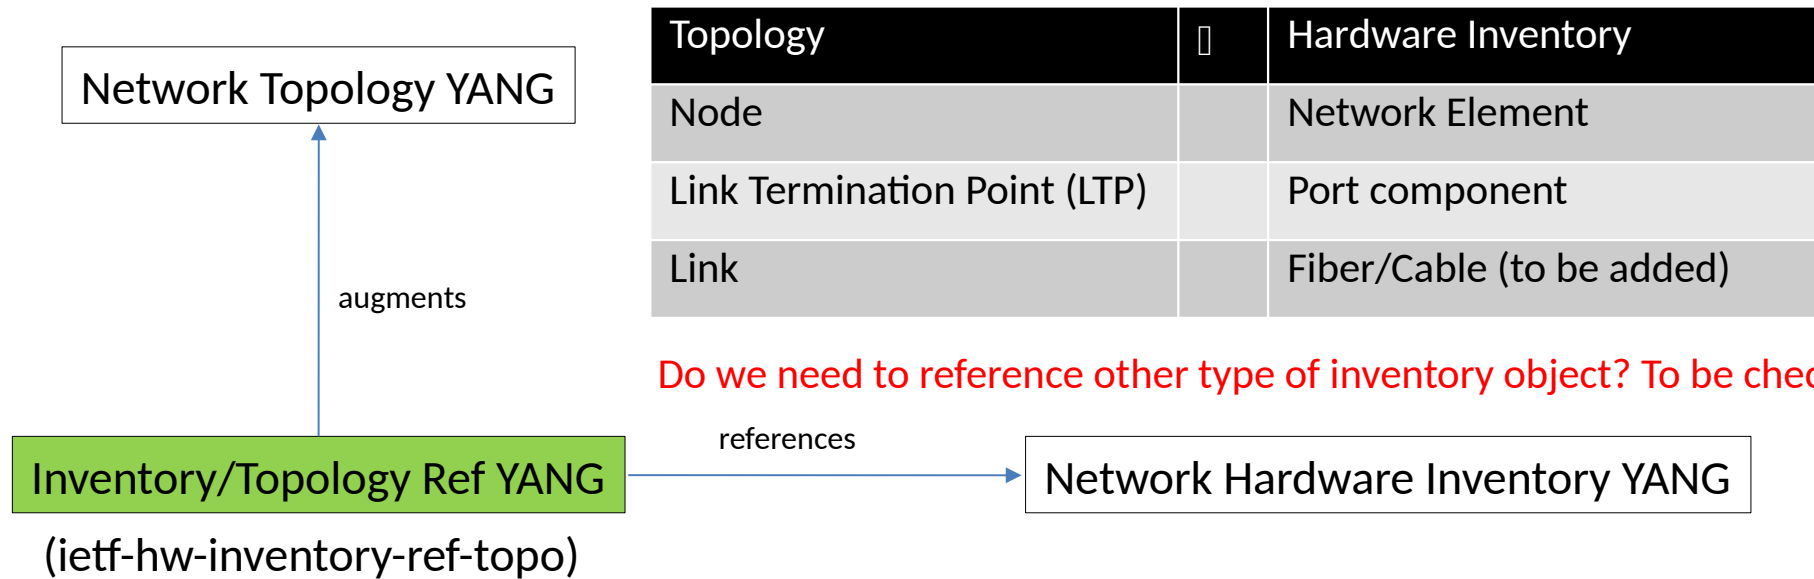 Network Topology YANG
Topology Hardware Inventory
Node Network Element
Link Termination Point (LTP) Port component
Link Fiber/Cable (to be added)
augments
Do we need to reference other type of inventory object? To be
references
Inventory/Topology Ref YANG
Network Hardware Inventory YANG
(ietf-hw-inventory-ref-topo)